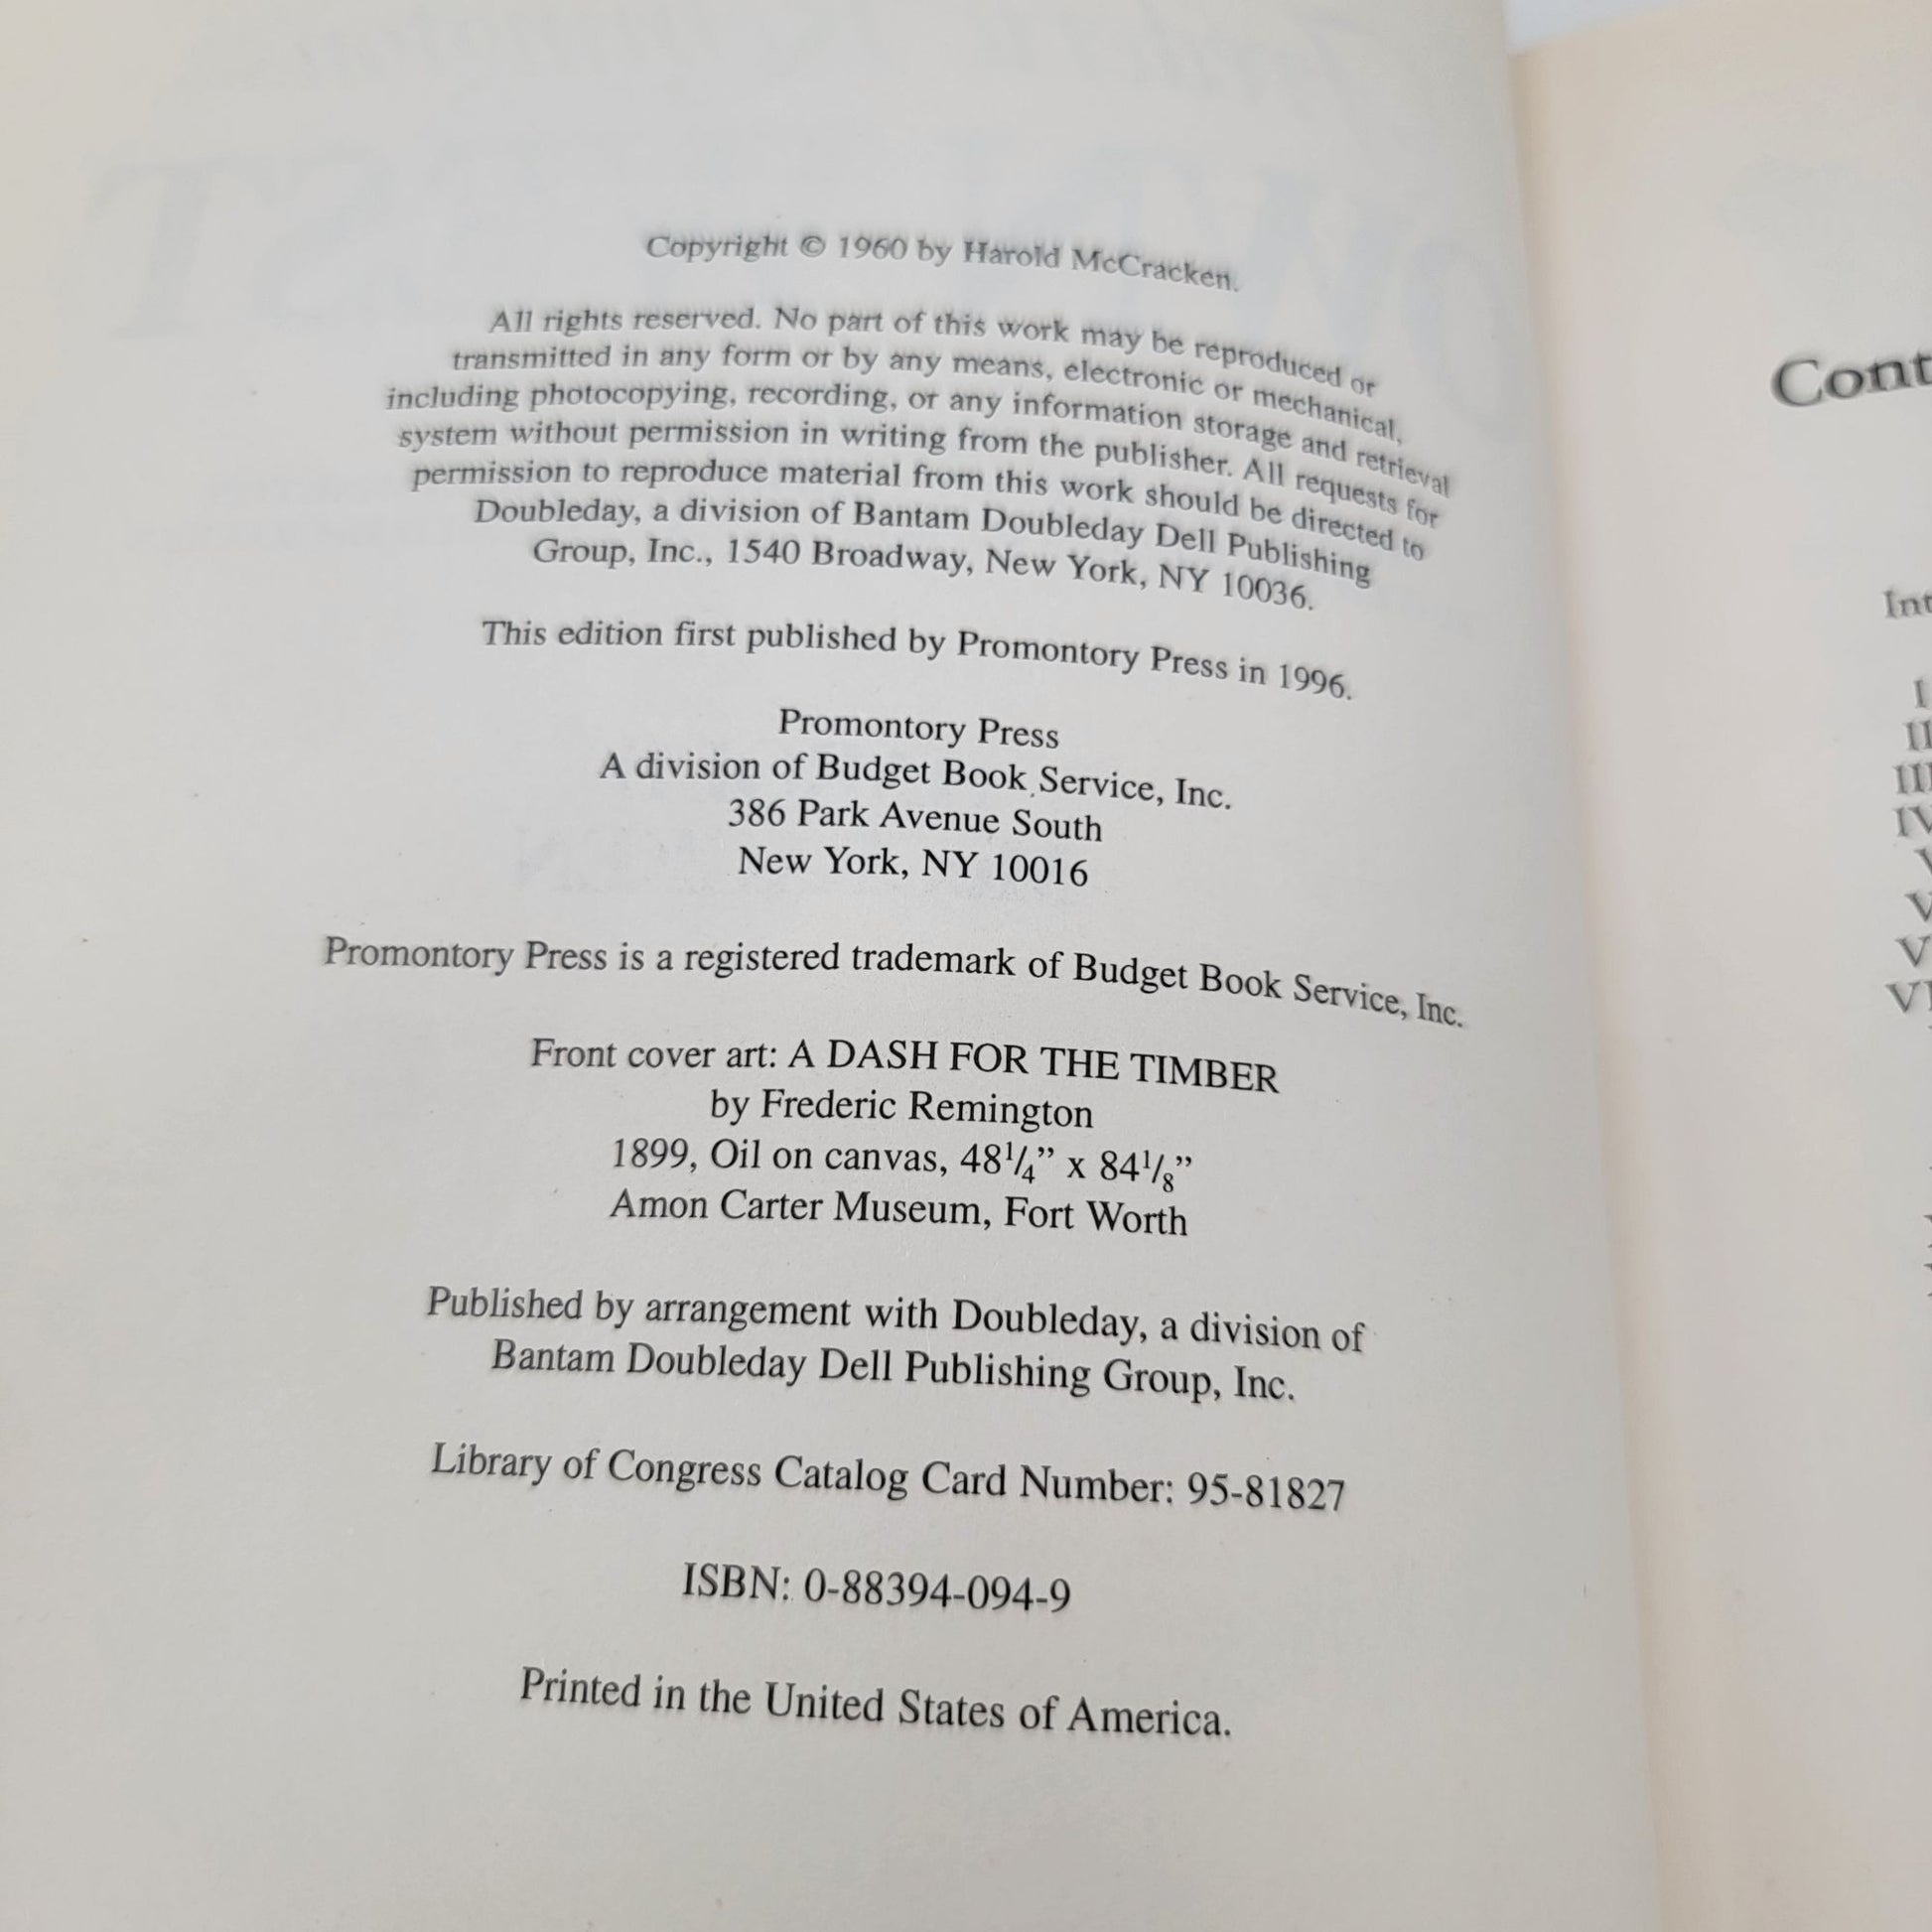 Copyright © 1960 by Harold McCracken.
All rights reserved. No part of this work may be reproduced or
transmitted in any form or by any means, electronic or mechanical,
including photocopying, recording, or any information storage and retrieval
system without permission in writing from the publisher. All requests for
permission to reproduce material from this work should be directed to
Doubleday, a division of Bantam Doubleday Dell Publishing
Group, Inc., 1540 Broadway, New York, NY 10036.
This edition first published by Promontory Press in 1996.
Promontory Press
A division of Budget Book Service, Inc.
386 Park Avenue South
New York, NY 10016
Promontory Press is a registered trademark of Budget Book Service, Inc.
Front cover art: A DASH FOR THE TIMBER
by Frederic Remington
1899, Oil on canvas, 48¹/₄” x 84¹/₈”
Amon Carter Museum, Fort Worth
Published by arrangement with Doubleday, a division of
Bantam Doubleday Dell Publishing Group, Inc.
Library of Congress Catalog Card Number: 95-81827
ISBN: 0-88394-094-9
Printed in the United States of America.
Cont
Int
I
II
III
IV
V
V
V
VI